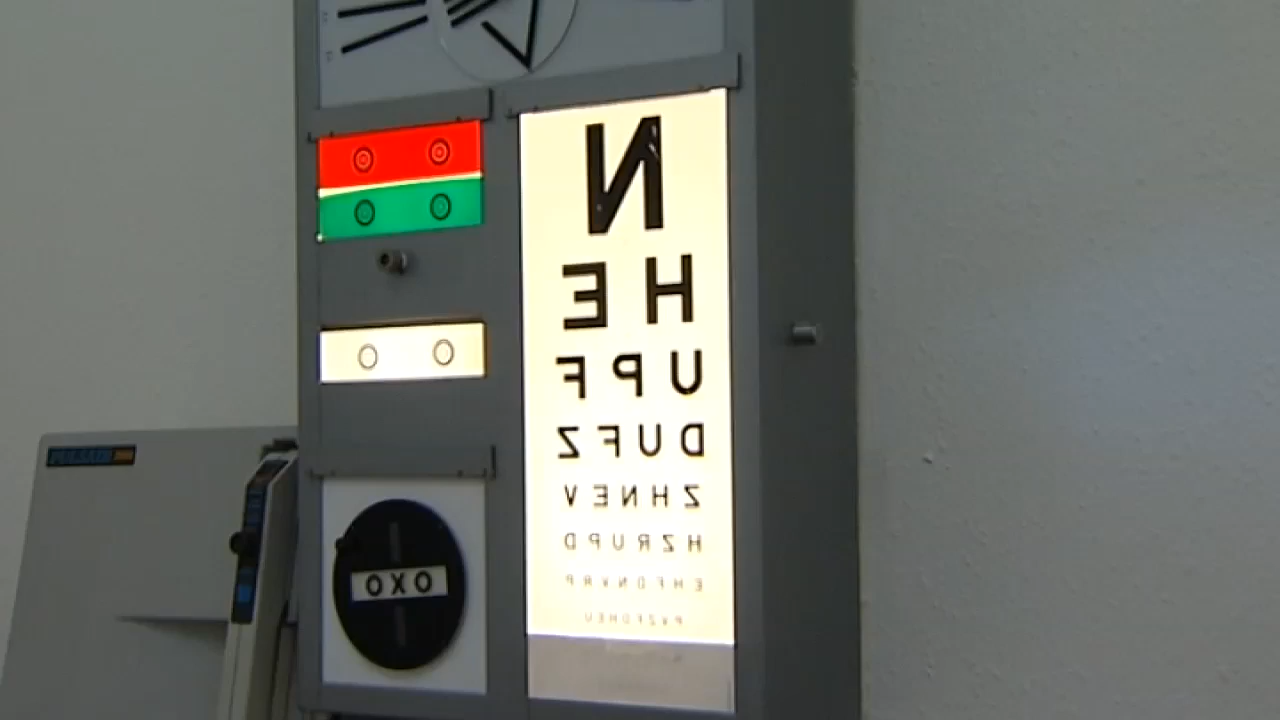 N
H E
U P F
D U F Z
Z H N E V
H Z R U P D
E H F D N V R P
P V Z F D H E U
OXO